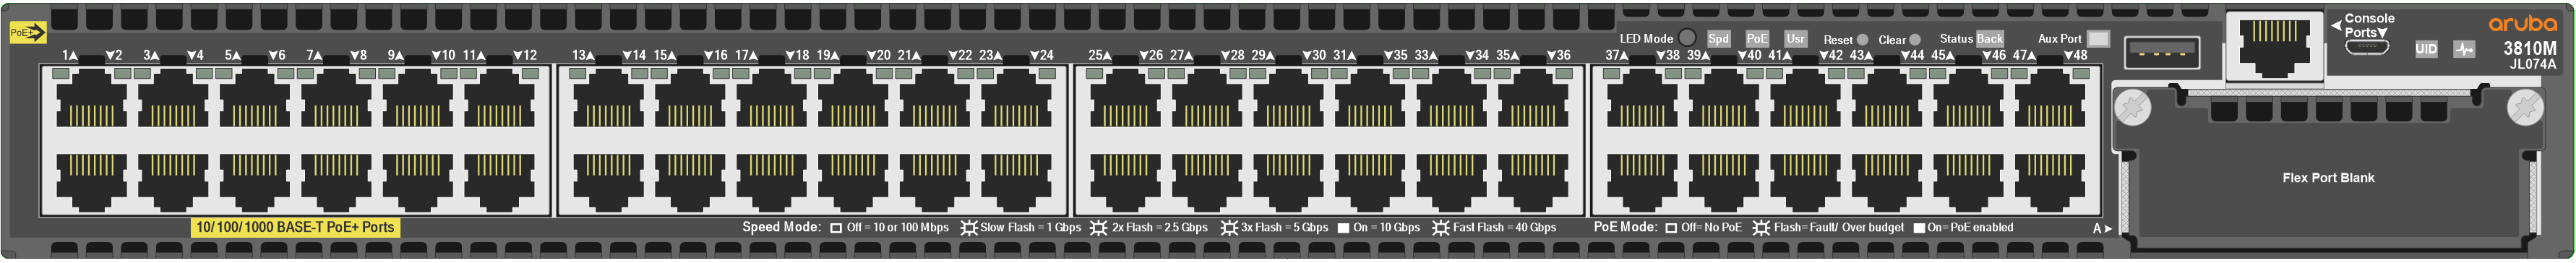 PoE+
LED Mode Spd PoE Usr Reset Clear Status Back Aux Port
Console
Ports▼
UID
aruba
3810M
JL074A
1▲ ▼2 3▲ ▼4 5▲ ▼6 7▲ ▼8 9▲ ▼10 11▲ ▼12 13▲ ▼14 15▲ ▼16 17▲ ▼18 19▲ ▼20 21▲ ▼22 23▲ ▼24 25▲ ▼26 27▲ ▼28 29▲ ▼30 31▲ ▼35 33▲ ▼34 35▲ ▼36 37▲ ▼38 39▲ ▼40 41▲ ▼42 43▲ ▼44 45▲ ▼46 47▲ ▼48
Flex Port Blank
10/100/1000 BASE-T PoE+ Ports
Speed Mode: Off = 10 or 100 Mbps Slow Flash = 1 Gbps 2x Flash = 2.5 Gbps 3x Flash = 5 Gbps On = 10 Gbps Fast Flash = 40 Gbps PoE Mode: Off= No PoE Flash= Fault/ Over budget On= PoE enabled A➤